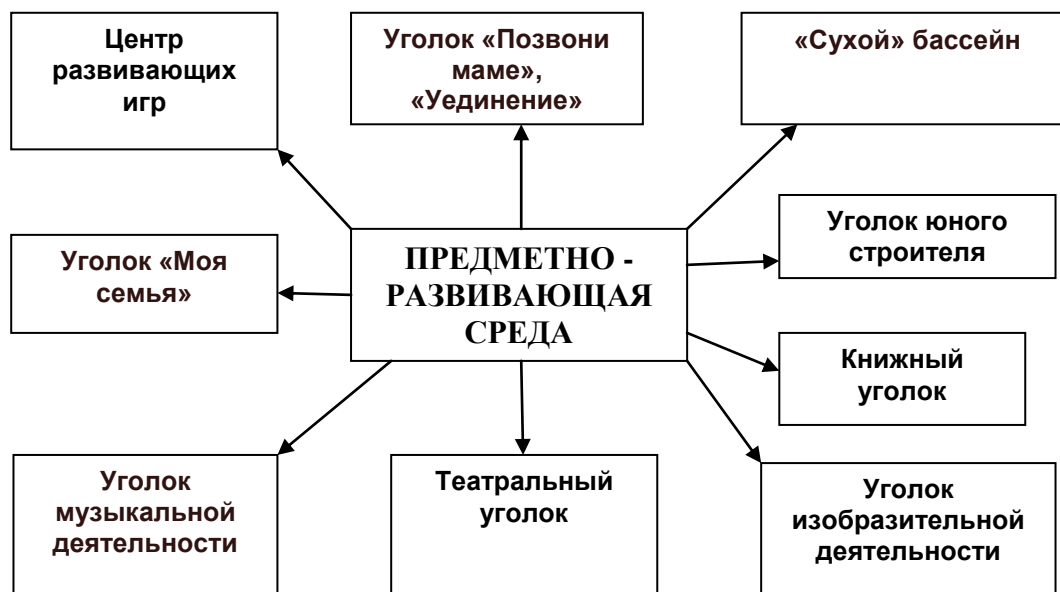 Центр
развивающих
игр
Уголок «Позвони
маме»,
«Уединение»
«Сухой» бассейн
Уголок «Моя
семья»
ПРЕДМЕТНО -
РАЗВИВАЮЩАЯ
СРЕДА
Уголок юного
строителя
Книжный
уголок
Уголок
музыкальной
деятельности
Театральный
уголок
Уголок
изобразительной
деятельности